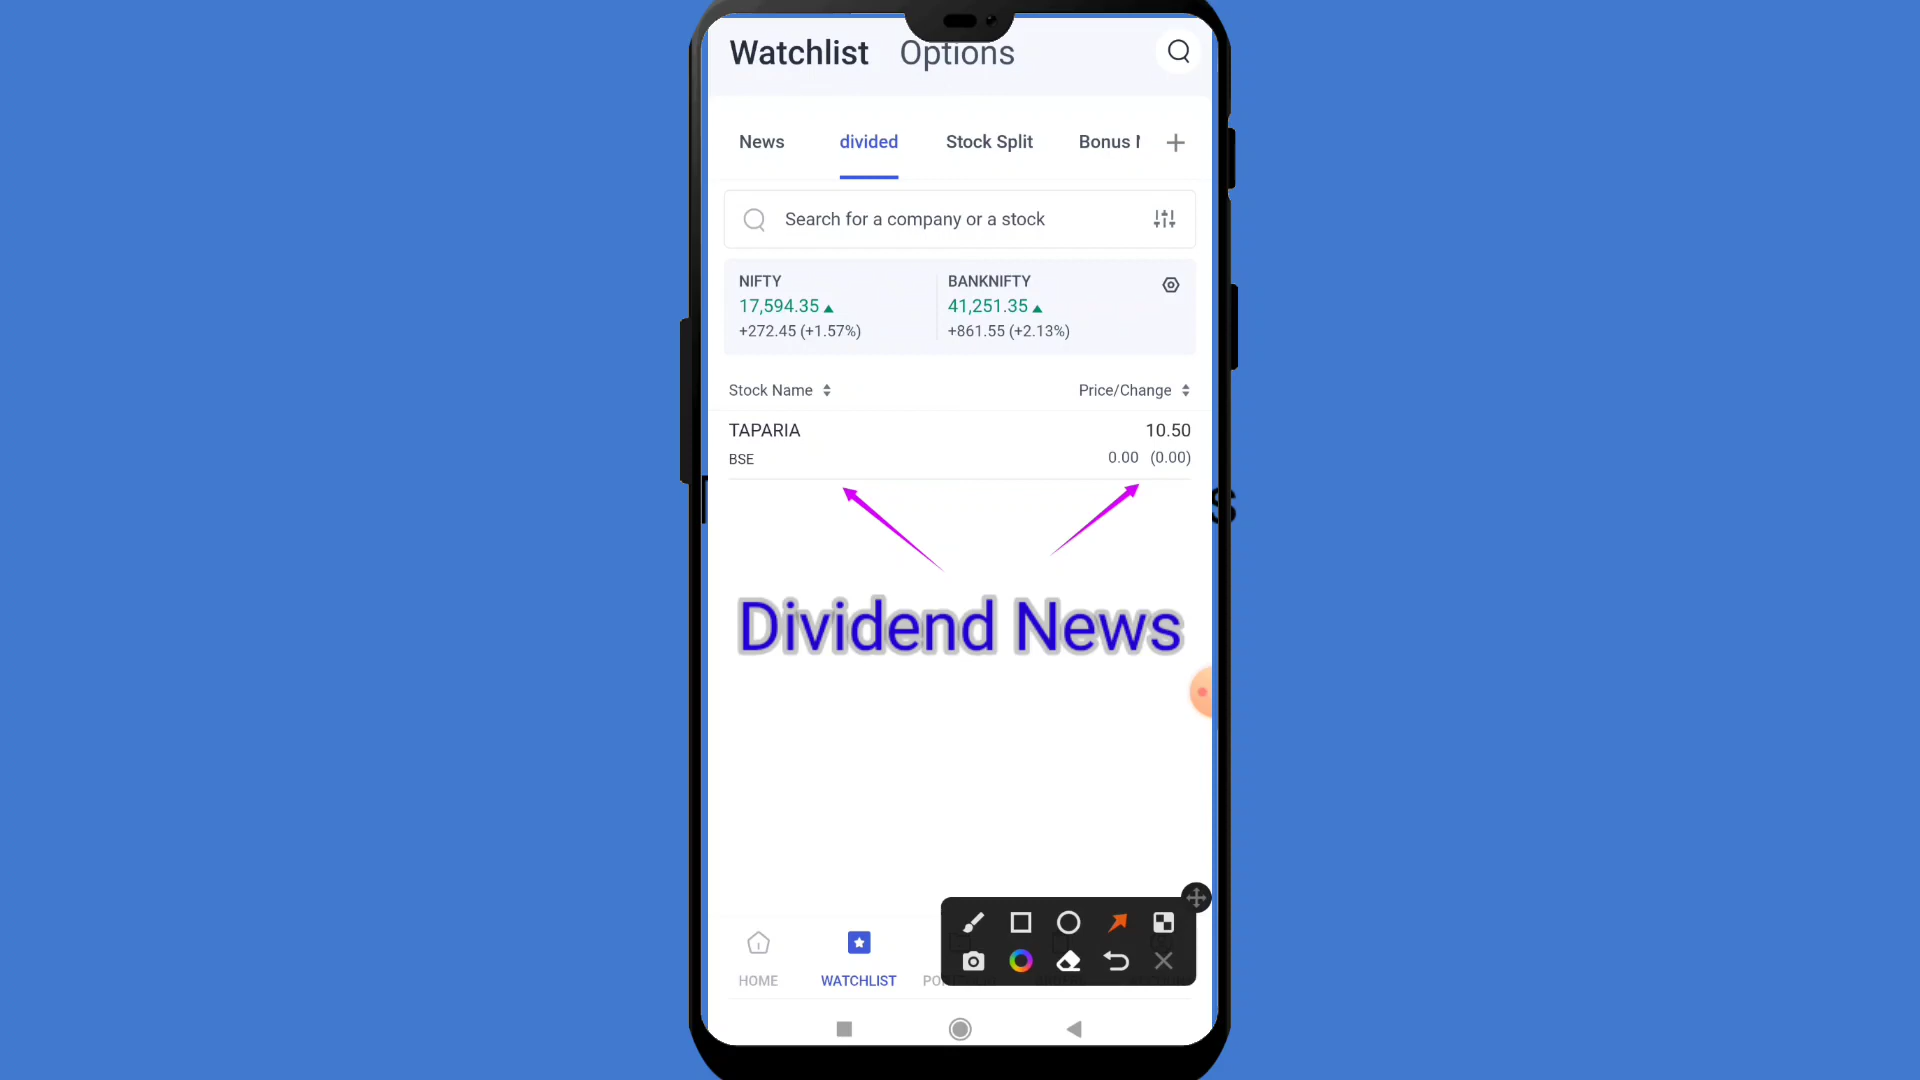 Watchlist Options
News divided Stock Split Bonus
Search for a company or a stock
NIFTY BANKNIFTY
17,594.35 41,251.35
+272.45 (+1.57%) +861.55 (+2.13%)
Stock Name Price/Change
TAPARIA 10.50
BSE 0.00 (0.00)
Dividend News
HOME WATCHLIST